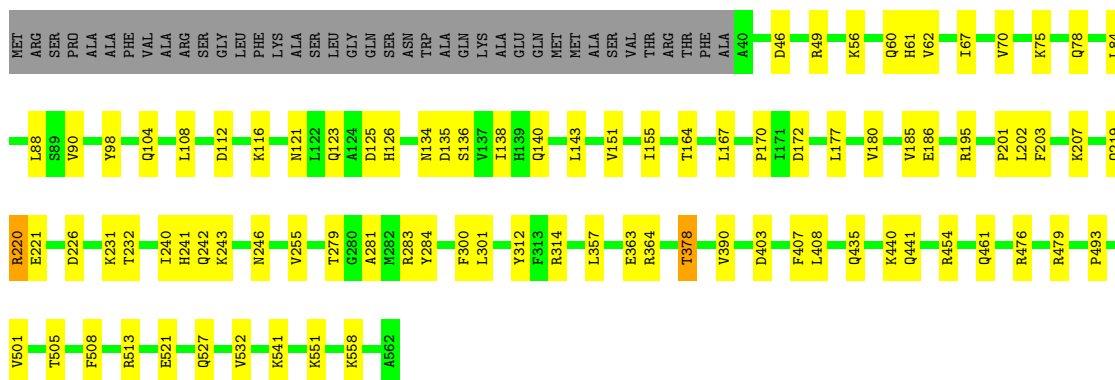 MET ARG SER PRO ALA ALA PHE VAL ALA ARG SER GLY LEU PHE LYS ALA SER LEU GLY GLN SER ASN TRP ALA GLN LYS ALA GLU GLN MET MET ALA SER VAL THR ARG THR PHE ALA A40 D46 R49 K56 Q60 H61 V62 I67 V70 K75 Q78
L88 S89 V90 Y98 Q104 L108 D112 K116 N121 L122 Q123 A124 D125 H126 N134 D135 S136 V137 I138 H139 Q140 L143 V151 I155 T164 L167 P170 I171 D172 L177 V180 V185 E186 R195 P201 L202 F203 K207
R220 E221 D226 K231 T232 I240 H241 Q242 K243 N246 V255 T279 G280 A281 M282 R283 Y284 F300 L301 Y312 F313 R314 L357 E363 R364 T378 V390 D403 F407 L408 Q435 K440 Q441 R454 Q461 R476 R479 P493
V501 T505 F508 R513 E521 Q527 V532 K541 K551 K558 A562